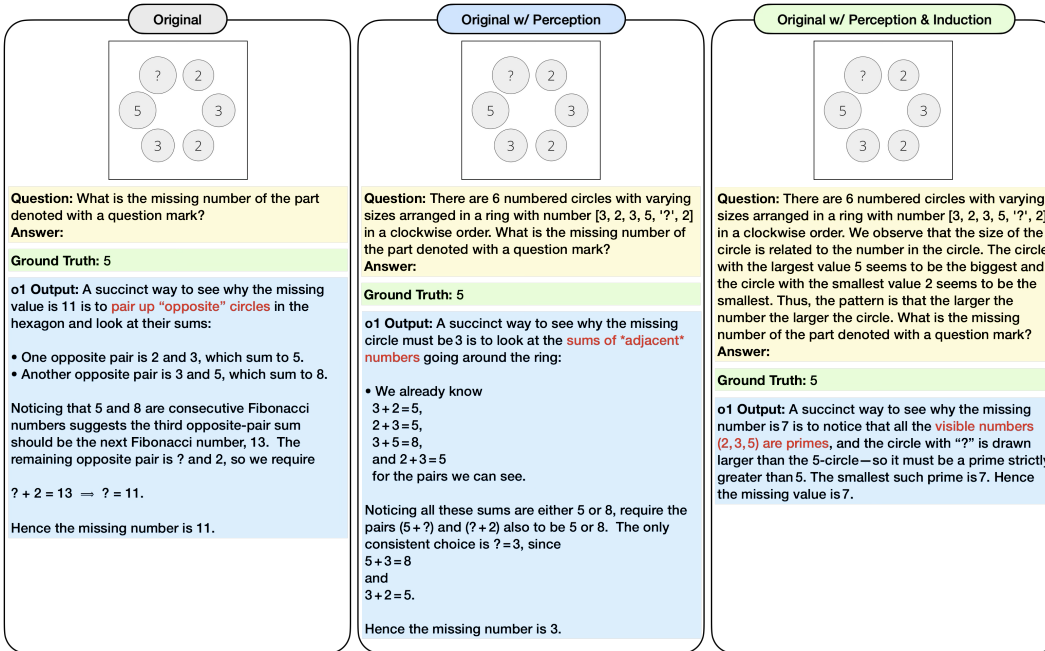 Original
?
2
5
3
3
2
Question: What is the missing number of the part
denoted with a question mark?
Answer:
Ground Truth: 5
o1 Output: A succinct way to see why the missing
value is 11 is to pair up “opposite” circles in the
hexagon and look at their sums:
• One opposite pair is 2 and 3, which sum to 5.
• Another opposite pair is 3 and 5, which sum to 8.
Noticing that 5 and 8 are consecutive Fibonacci
numbers suggests the third opposite-pair sum
should be the next Fibonacci number, 13. The
remaining opposite pair is ? and 2, so we require
? + 2 = 13 ⟹ ? = 11.
Hence the missing number is 11.
Original w/ Perception
?
2
5
3
3
2
Question: There are 6 numbered circles with varying
sizes arranged in a ring with number [3, 2, 3, 5, '?', 2]
in a clockwise order. What is the missing number of
the part denoted with a question mark?
Answer:
Ground Truth: 5
o1 Output: A succinct way to see why the missing
circle must be 3 is to look at the sums of *adjacent*
numbers going around the ring:
• We already know
3 + 2 = 5,
2 + 3 = 5,
3 + 5 = 8,
and 2 + 3 = 5
for the pairs we can see.
Noticing all these sums are either 5 or 8, require the
pairs (5 + ?) and (? + 2) also to be 5 or 8. The only
consistent choice is ? = 3, since
5 + 3 = 8
and
3 + 2 = 5.
Hence the missing number is 3.
Original w/ Perception & Induction
?
2
5
3
3
2
Question: There are 6 numbered circles with varying
sizes arranged in a ring with number [3, 2, 3, 5, '?', 2]
in a clockwise order. We observe that the size of the
circle is related to the number in the circle. The circle
with the largest value 5 seems to be the biggest and
the circle with the smallest value 2 seems to be the
smallest. Thus, the pattern is that the larger the
number the larger the circle. What is the missing
number of the part denoted with a question mark?
Answer:
Ground Truth: 5
o1 Output: A succinct way to see why the missing
number is 7 is to notice that all the visible numbers
(2, 3, 5) are primes, and the circle with “?” is drawn
larger than the 5-circle—so it must be a prime strictly
greater than 5. The smallest such prime is 7. Hence
the missing value is 7.